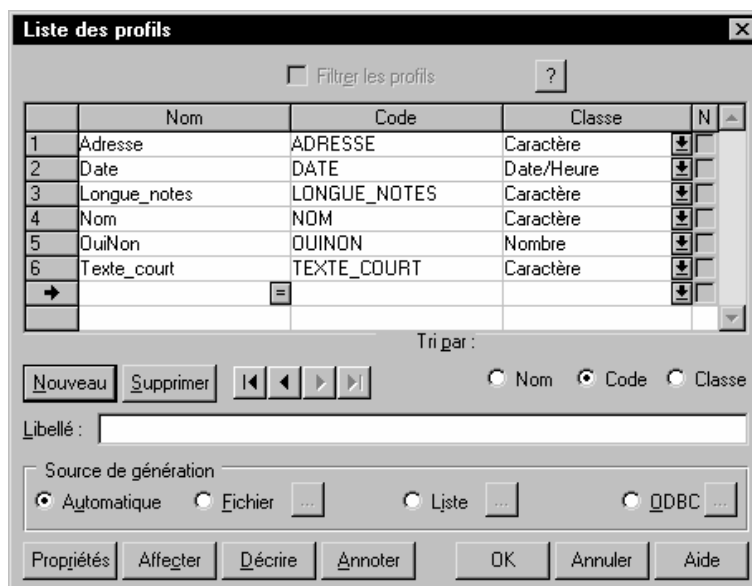 Liste des profils
Filtrer les profils ?
Nom Code Classe N
1 Adresse ADRESSE Caractère
2 Date DATE Date/Heure
3 Longue_notes LONGUE_NOTES Caractère
4 Nom NOM Caractère
5 OuiNon OUINON Nombre
6 Texte_court TEXTE_COURT Caractère
=
Tri par :
Nouveau Supprimer Nom Code Classe
Libellé :
Source de génération
Automatique Fichier ... Liste ... ODBC ...
Propriétés Affecter Décrire Annoter OK Annuler Aide